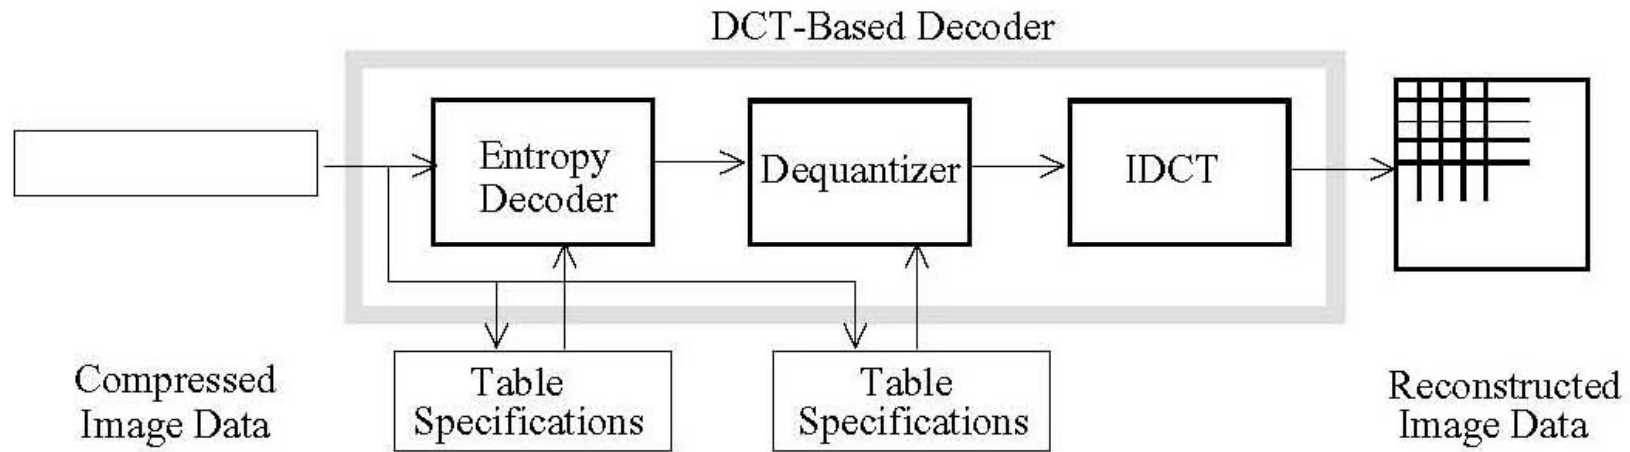 DCT-Based Decoder
Entropy
Decoder
Dequantizer
IDCT
Compressed
Image Data
Table
Specifications
Table
Specifications
Reconstructed
Image Data